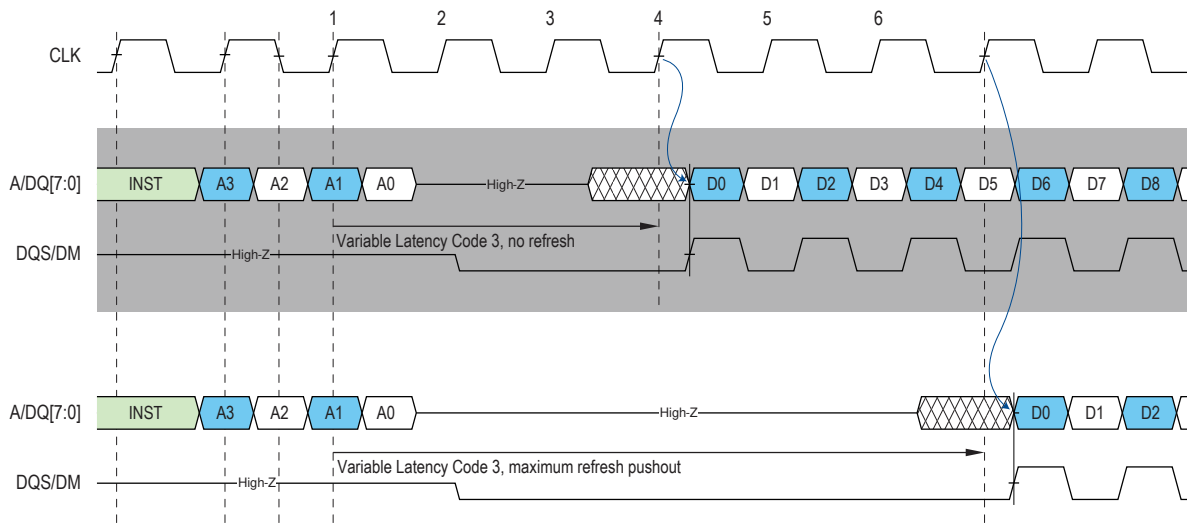 1 2 3 4 5 6
CLK
A/DQ[7:0] INST A3 A2 A1 A0 High-Z D0 D1 D2 D3 D4 D5 D6 D7 D8
Variable Latency Code 3, no refresh
DQS/DM High-Z
A/DQ[7:0] INST A3 A2 A1 A0 High-Z D0 D1 D2
Variable Latency Code 3, maximum refresh pushout
DQS/DM High-Z